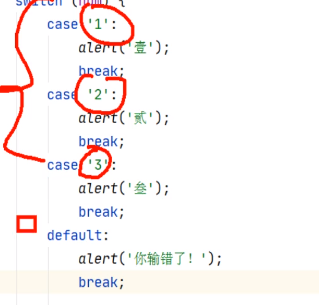 switch (num) {
case '1':
alert('壹');
break;
case '2':
alert('贰');
break;
case '3':
alert('叁');
break;
default:
alert('你输错了！');
break;